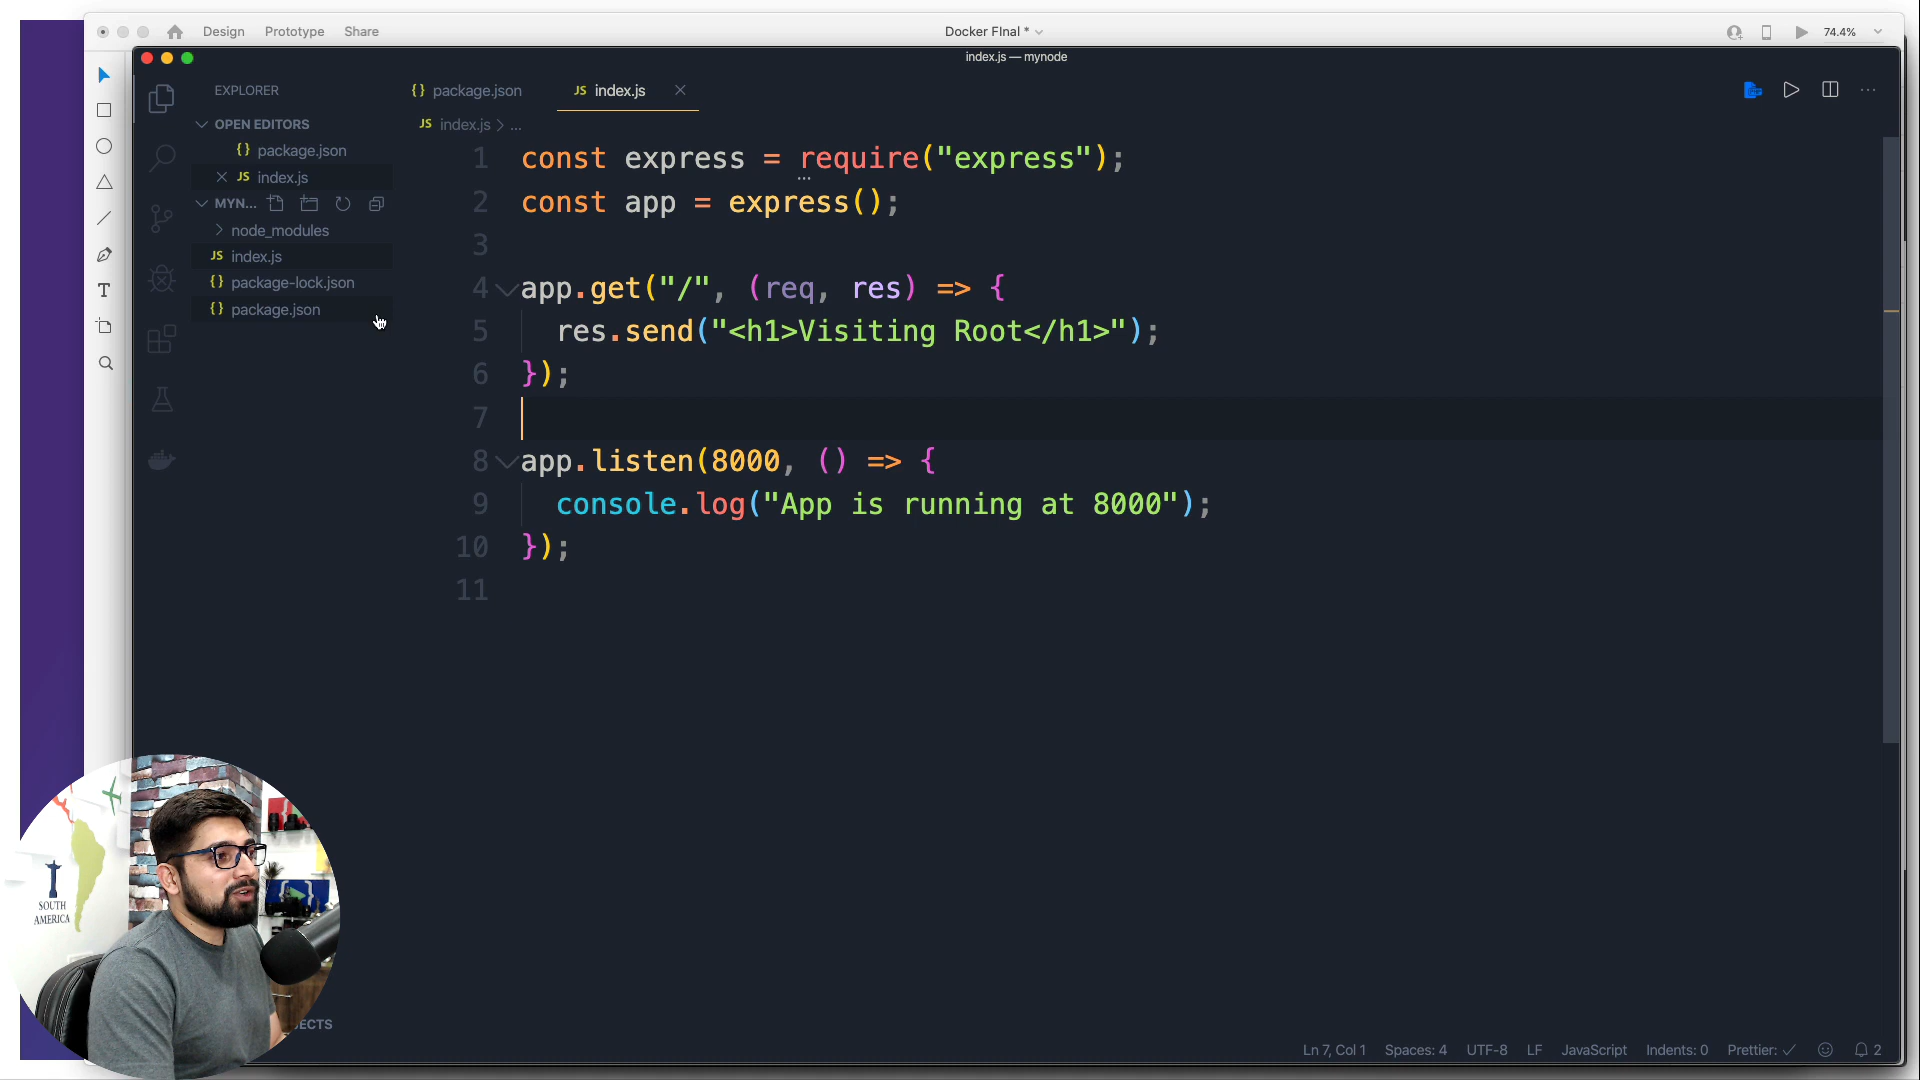 Design Prototype Share
Docker FInal *
74.4%
index.js — mynode
EXPLORER
{} package.json
JS index.js
OPEN EDITORS
JS index.js > ...
{} package.json
JS index.js
MYN...
node_modules
JS index.js
{} package-lock.json
{} package.json
1 const express = require("express");
2 const app = express();
3
4 app.get("/", (req, res) => {
5 res.send("<h1>Visiting Root</h1>");
6 });
7
8 app.listen(8000, () => {
9 console.log("App is running at 8000");
10 });
11
SOUTH
AMERICA
Ln 7, Col 1 Spaces: 4 UTF-8 LF JavaScript Indents: 0 Prettier: ✓ 2